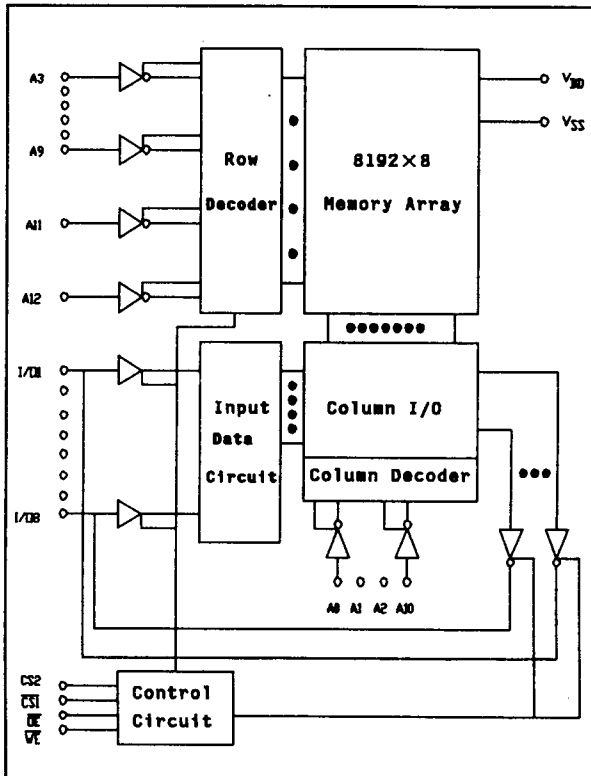 A3
A9
A11
A12
Row
Decoder
8192×8
Memory Array
VDD
VSS
I/O1
I/O8
Input
Data
Circuit
Column I/O
Column Decoder
A0 A1 A2 A10
CS2
CS1
OE
WE
Control
Circuit